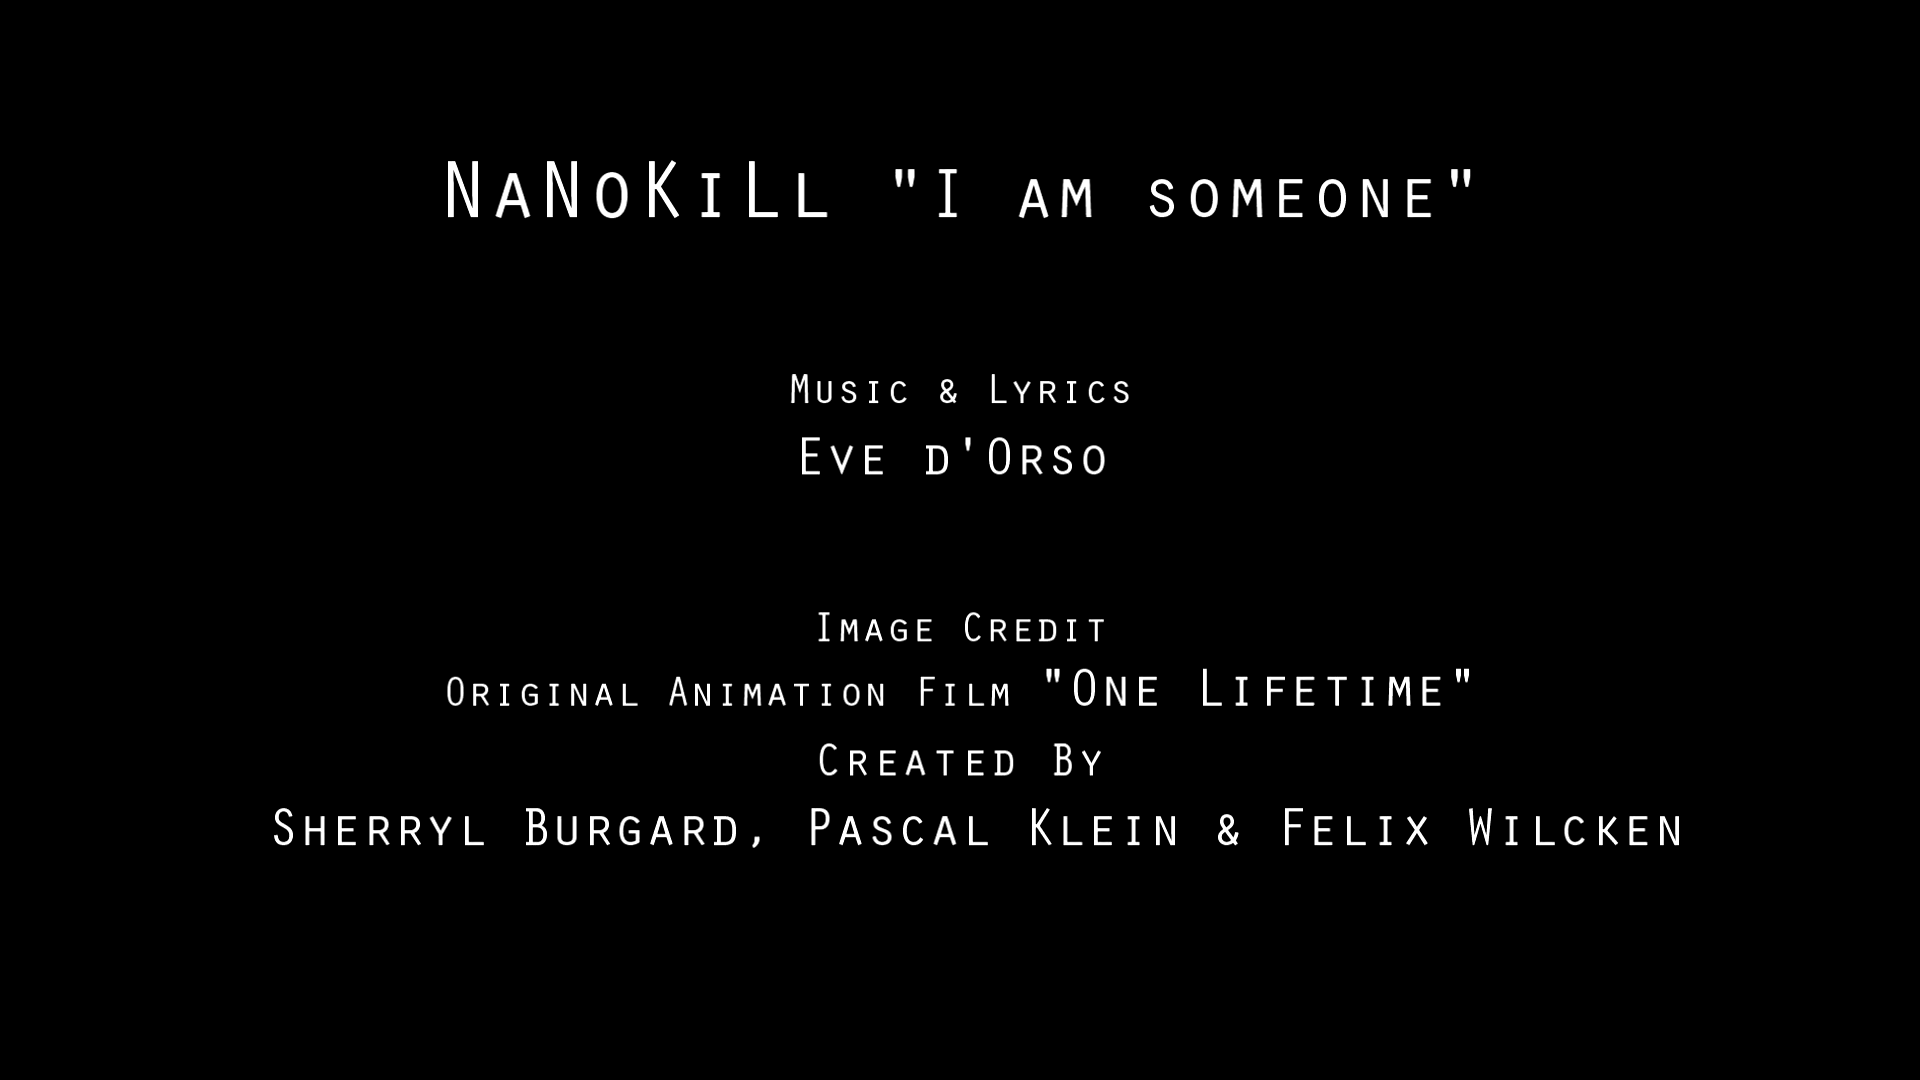 NaNoKiLl "I am someone"
Music & Lyrics
Eve d'Orso
Image Credit
Original Animation Film "One Lifetime"
Created By
Sherryl Burgard, Pascal Klein & Felix Wilcken